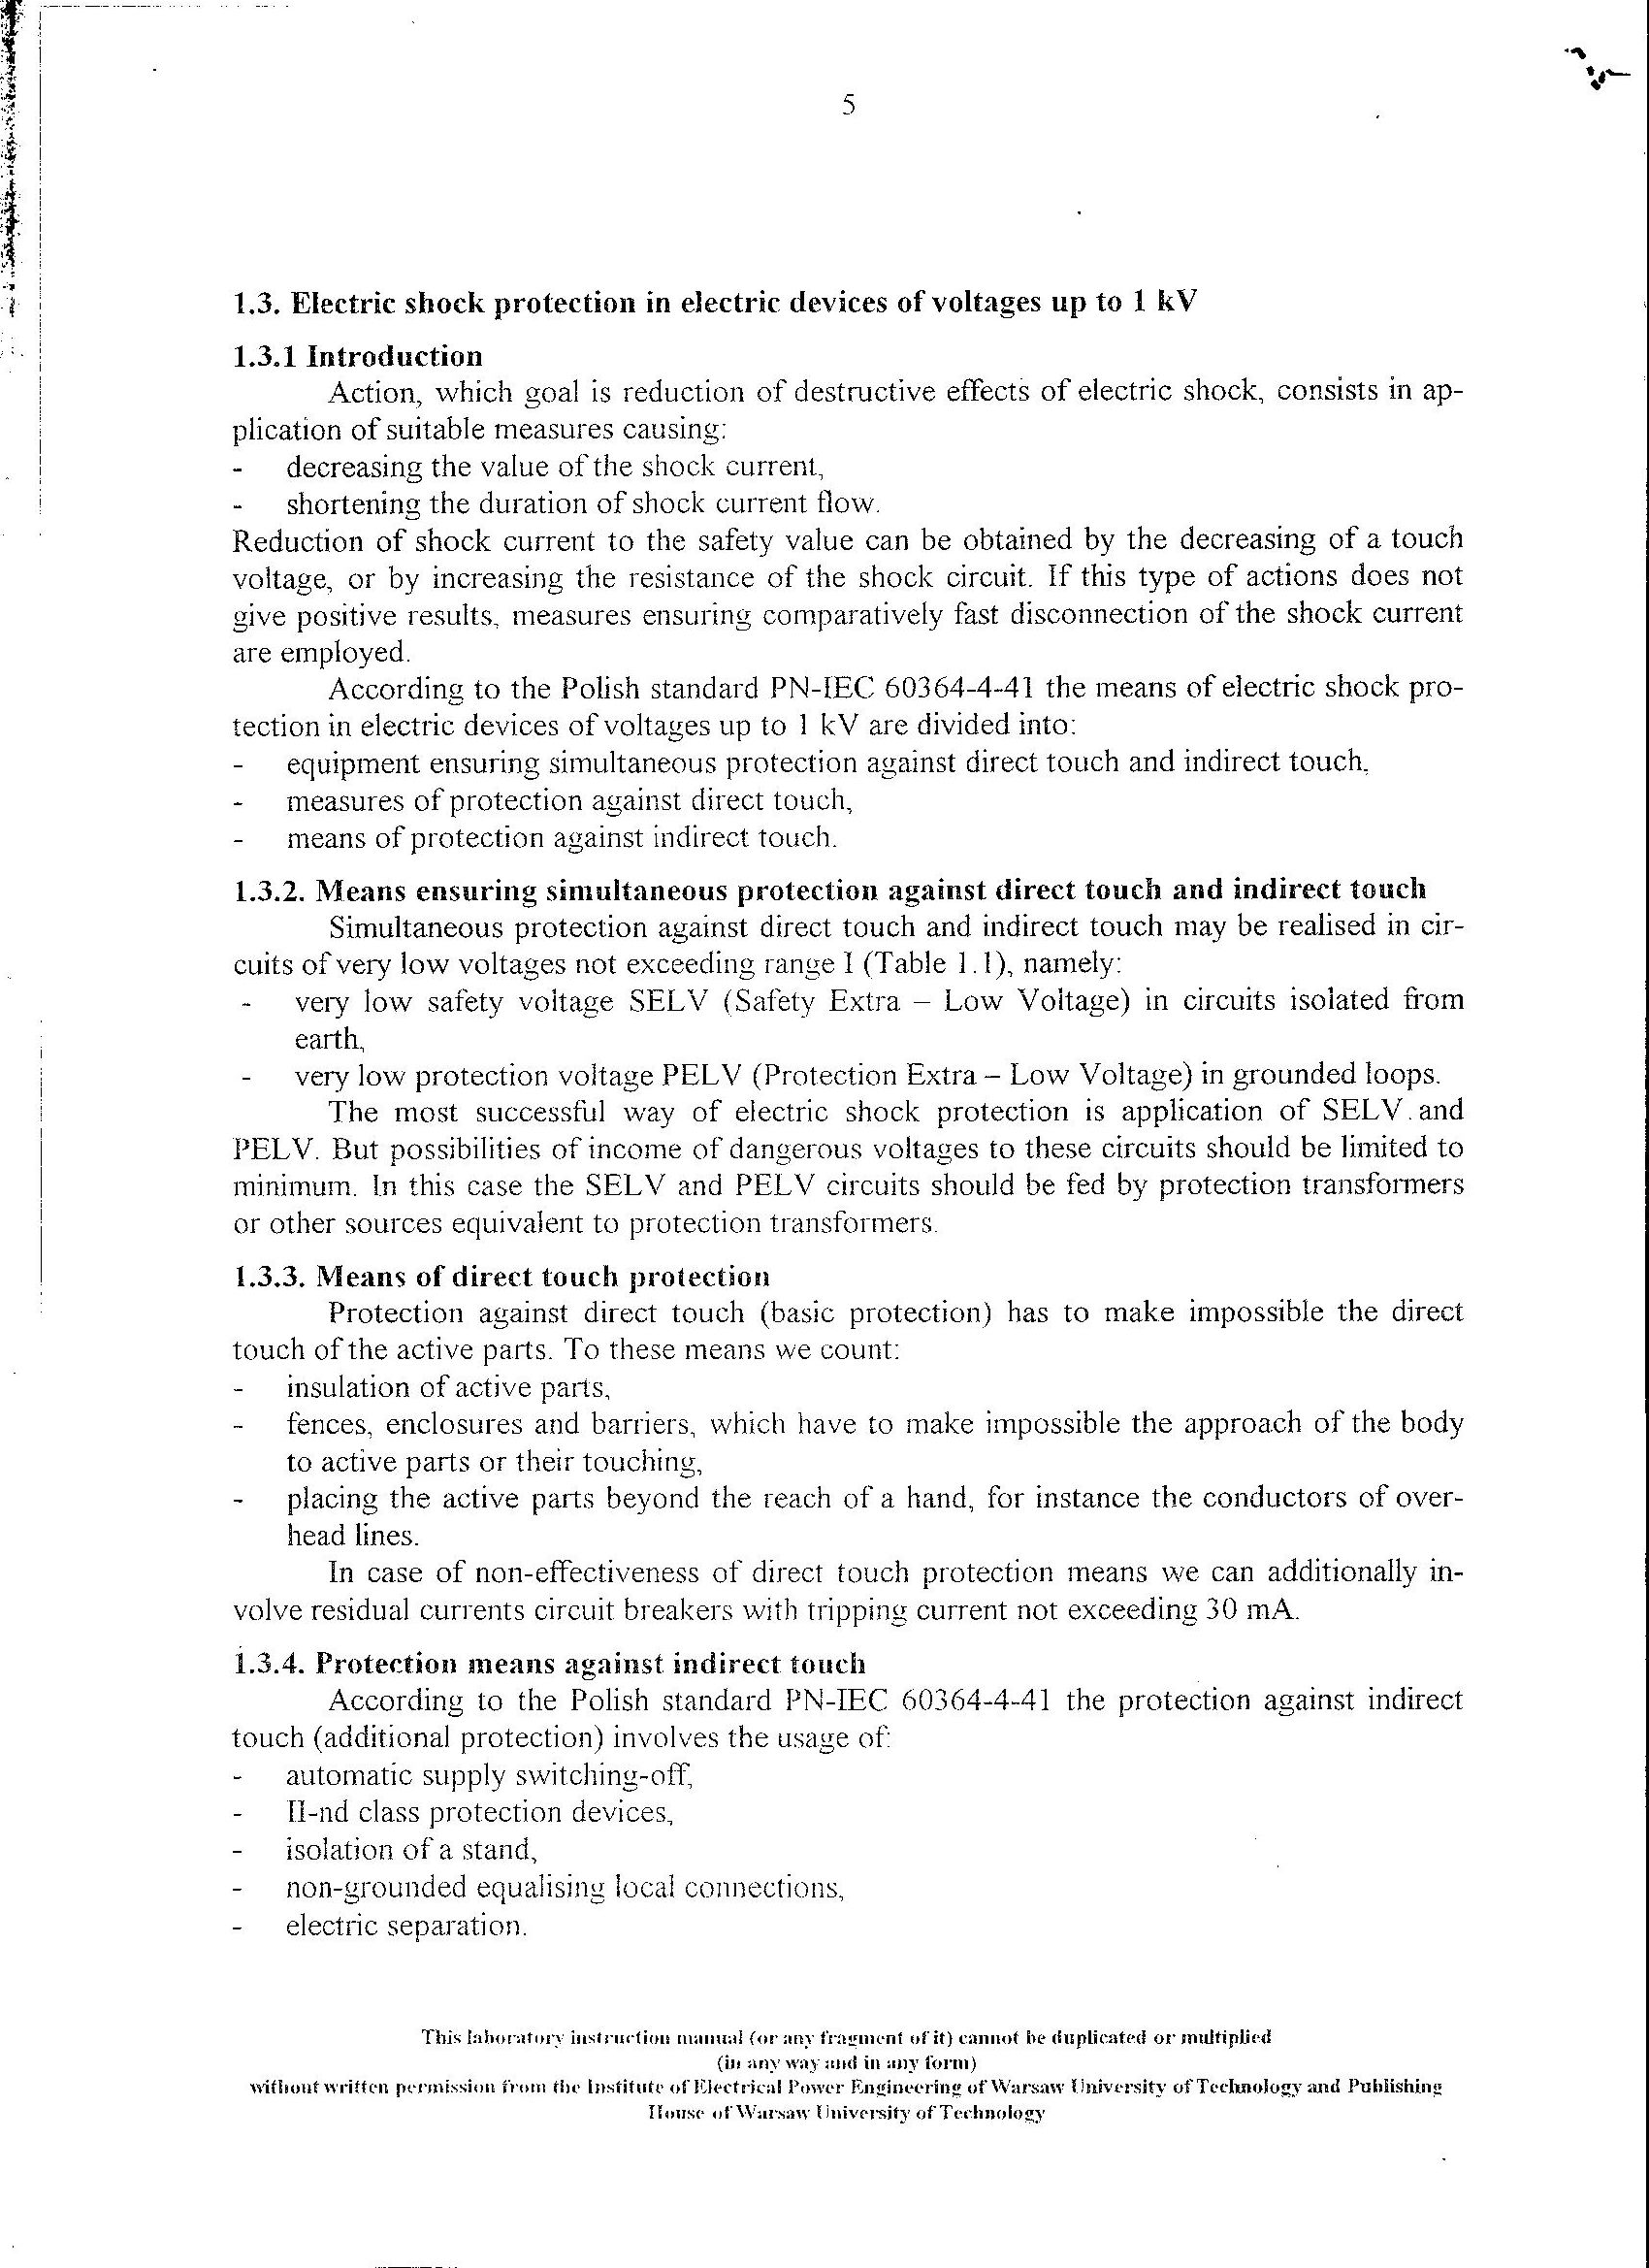 5
1.3. Electric shock protection in electric devices of voltages up to 1 kV
1.3.1 Introduction
Action, which goal is reduction of destructive effects of electric shock, consists in ap-
plication of suitable measures causing:
- decreasing the value of the shock current,
- shortening the duration of shock current flow.
Reduction of shock current to the safety value can be obtained by the decreasing of a touch
voltage, or by increasing the resistance of the shock circuit. If this type of actions does not
give positive results, measures ensuring comparatively fast disconnection of the shock current
are employed.
According to the Polish standard PN-IEC 60364-4-41 the means of electric shock pro-
tection in electric devices of voltages up to 1 kV are divided into:
- equipment ensuring simultaneous protection against direct touch and indirect touch,
- measures of protection against direct touch,
- means of protection against indirect touch.
1.3.2. Means ensuring simultaneous protection against direct touch and indirect touch
Simultaneous protection against direct touch and indirect touch may be realised in cir-
cuits of very low voltages not exceeding range I (Table 1.1), namely:
- very low safety voltage SELV (Safety Extra – Low Voltage) in circuits isolated from
earth,
- very low protection voltage PELV (Protection Extra – Low Voltage) in grounded loops.
The most successful way of electric shock protection is application of SELV and
PELV. But possibilities of income of dangerous voltages to these circuits should be limited to
minimum. In this case the SELV and PELV circuits should be fed by protection transformers
or other sources equivalent to protection transformers.
1.3.3. Means of direct touch protection
Protection against direct touch (basic protection) has to make impossible the direct
touch of the active parts. To these means we count:
- insulation of active parts,
- fences, enclosures and barriers, which have to make impossible the approach of the body
to active parts or their touching,
- placing the active parts beyond the reach of a hand, for instance the conductors of over-
head lines.
In case of non-effectiveness of direct touch protection means we can additionally in-
volve residual currents circuit breakers with tripping current not exceeding 30 mA.
1.3.4. Protection means against indirect touch
According to the Polish standard PN-IEC 60364-4-41 the protection against indirect
touch (additional protection) involves the usage of:
- automatic supply switching-off,
- II-nd class protection devices,
- isolation of a stand,
- non-grounded equalising local connections,
- electric separation.
This laboratory instruction manual (or any fragment of it) cannot be duplicated or multiplied
(in any way and in any form)
without written permission from the Institute of Electrical Power Engineering of Warsaw University of Technology and Publishing
House of Warsaw University of Technology